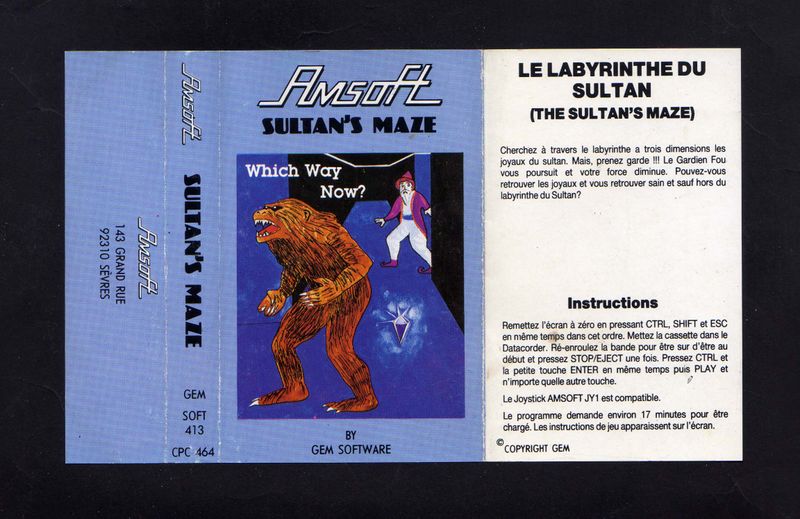 Amsoft
143 GRAND RUE
92310 SÈVRES
Amsoft
SULTAN'S MAZE
GEM
SOFT
413
CPC 464
Amsoft
SULTAN'S MAZE
Which Way
Now?
BY
GEM SOFTWARE
LE LABYRINTHE DU
SULTAN
(THE SULTAN'S MAZE)
Cherchez à travers le labyrinthe a trois dimensions les
joyaux du sultan. Mais, prenez garde !!! Le Gardien Fou
vous poursuit et votre force diminue. Pouvez-vous
retrouver les joyaux et vous retrouver sain et sauf hors du
labyrinthe du Sultan?
Instructions
Remettez l'écran à zéro en pressant CTRL, SHIFT et ESC
en même temps dans cet ordre. Mettez la cassette dans le
Datacorder. Ré-enroulez la bande pour être sur d'être au
début et pressez STOP/EJECT une fois. Pressez CTRL et
la petite touche ENTER en même temps puis PLAY et
n'importe quelle autre touche.
Le Joystick AMSOFT JY1 est compatible.
Le programme demande environ 17 minutes pour être
chargé. Les instructions de jeu apparaissent sur l'écran.
© COPYRIGHT GEM